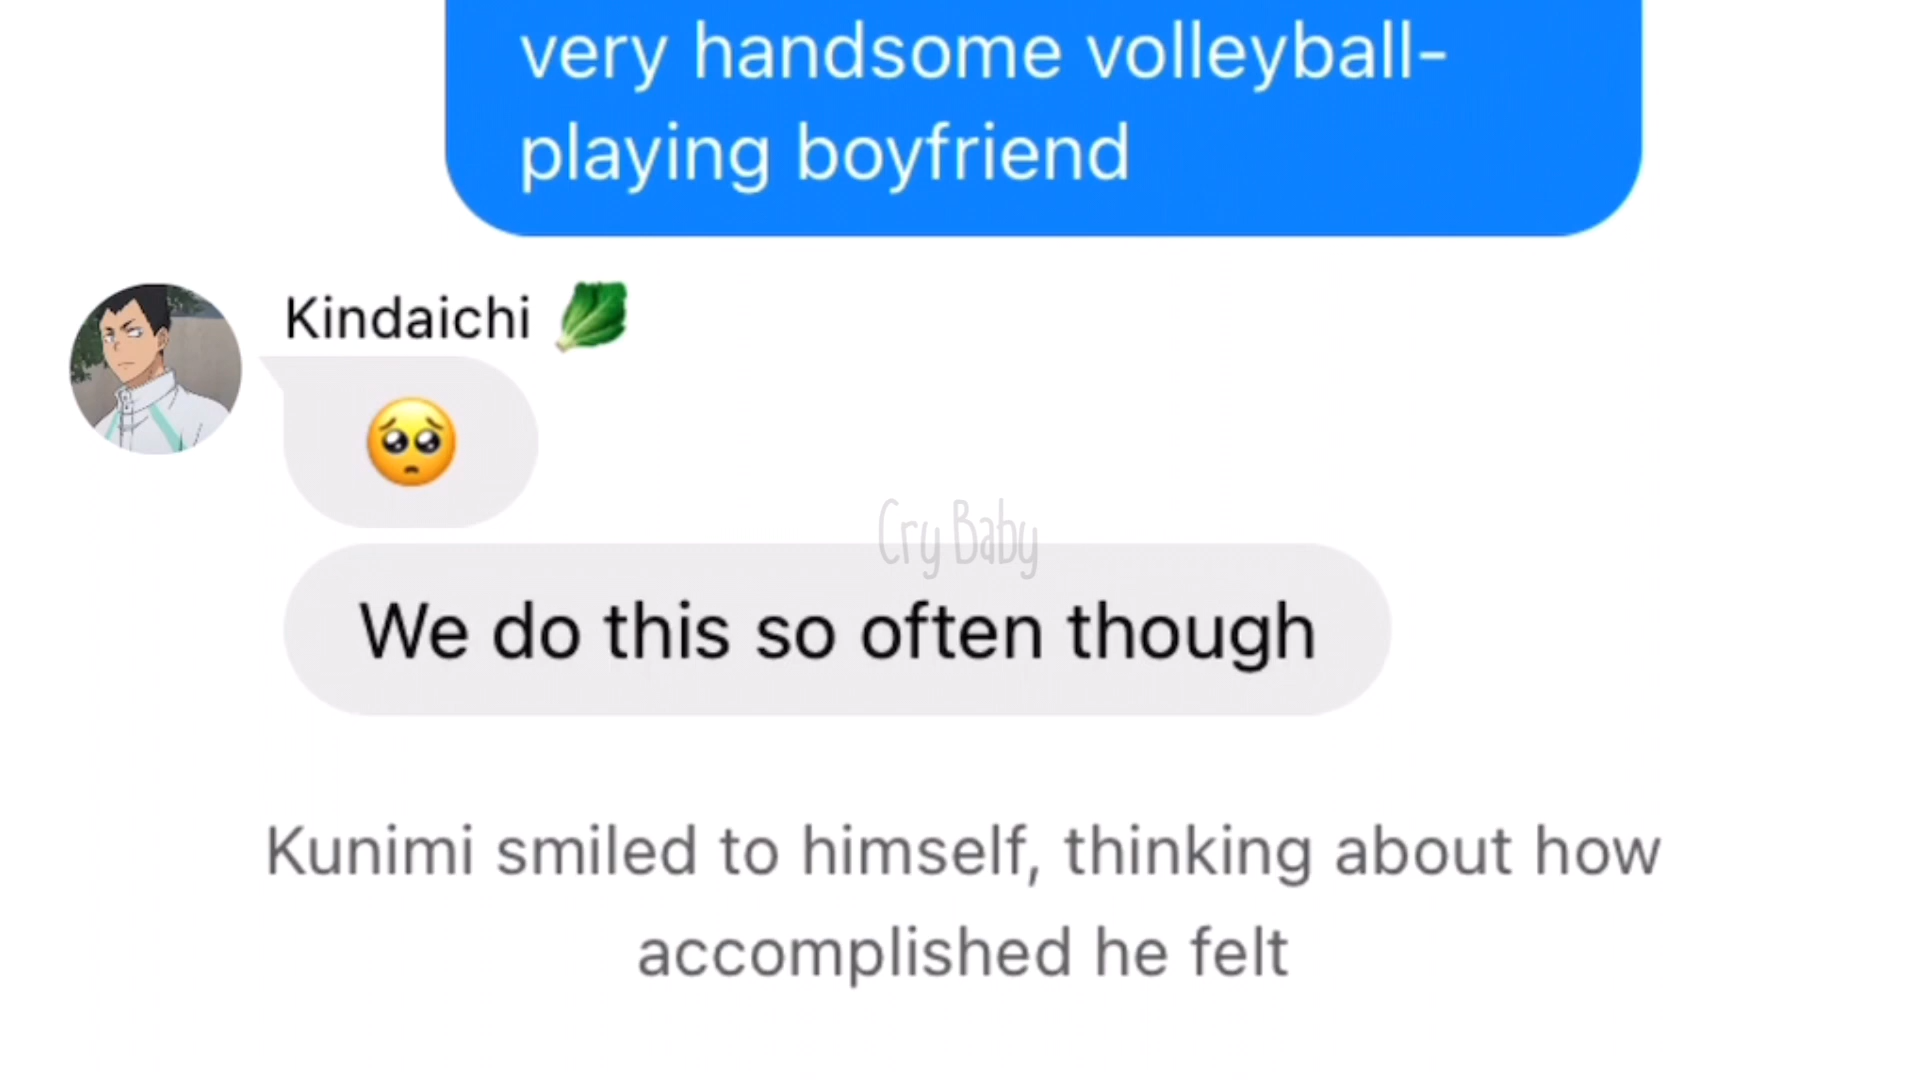 very handsome volleyball-
playing boyfriend
Kindaichi 🥬
🥺
Cry Baby
We do this so often though
Kunimi smiled to himself, thinking about how
accomplished he felt